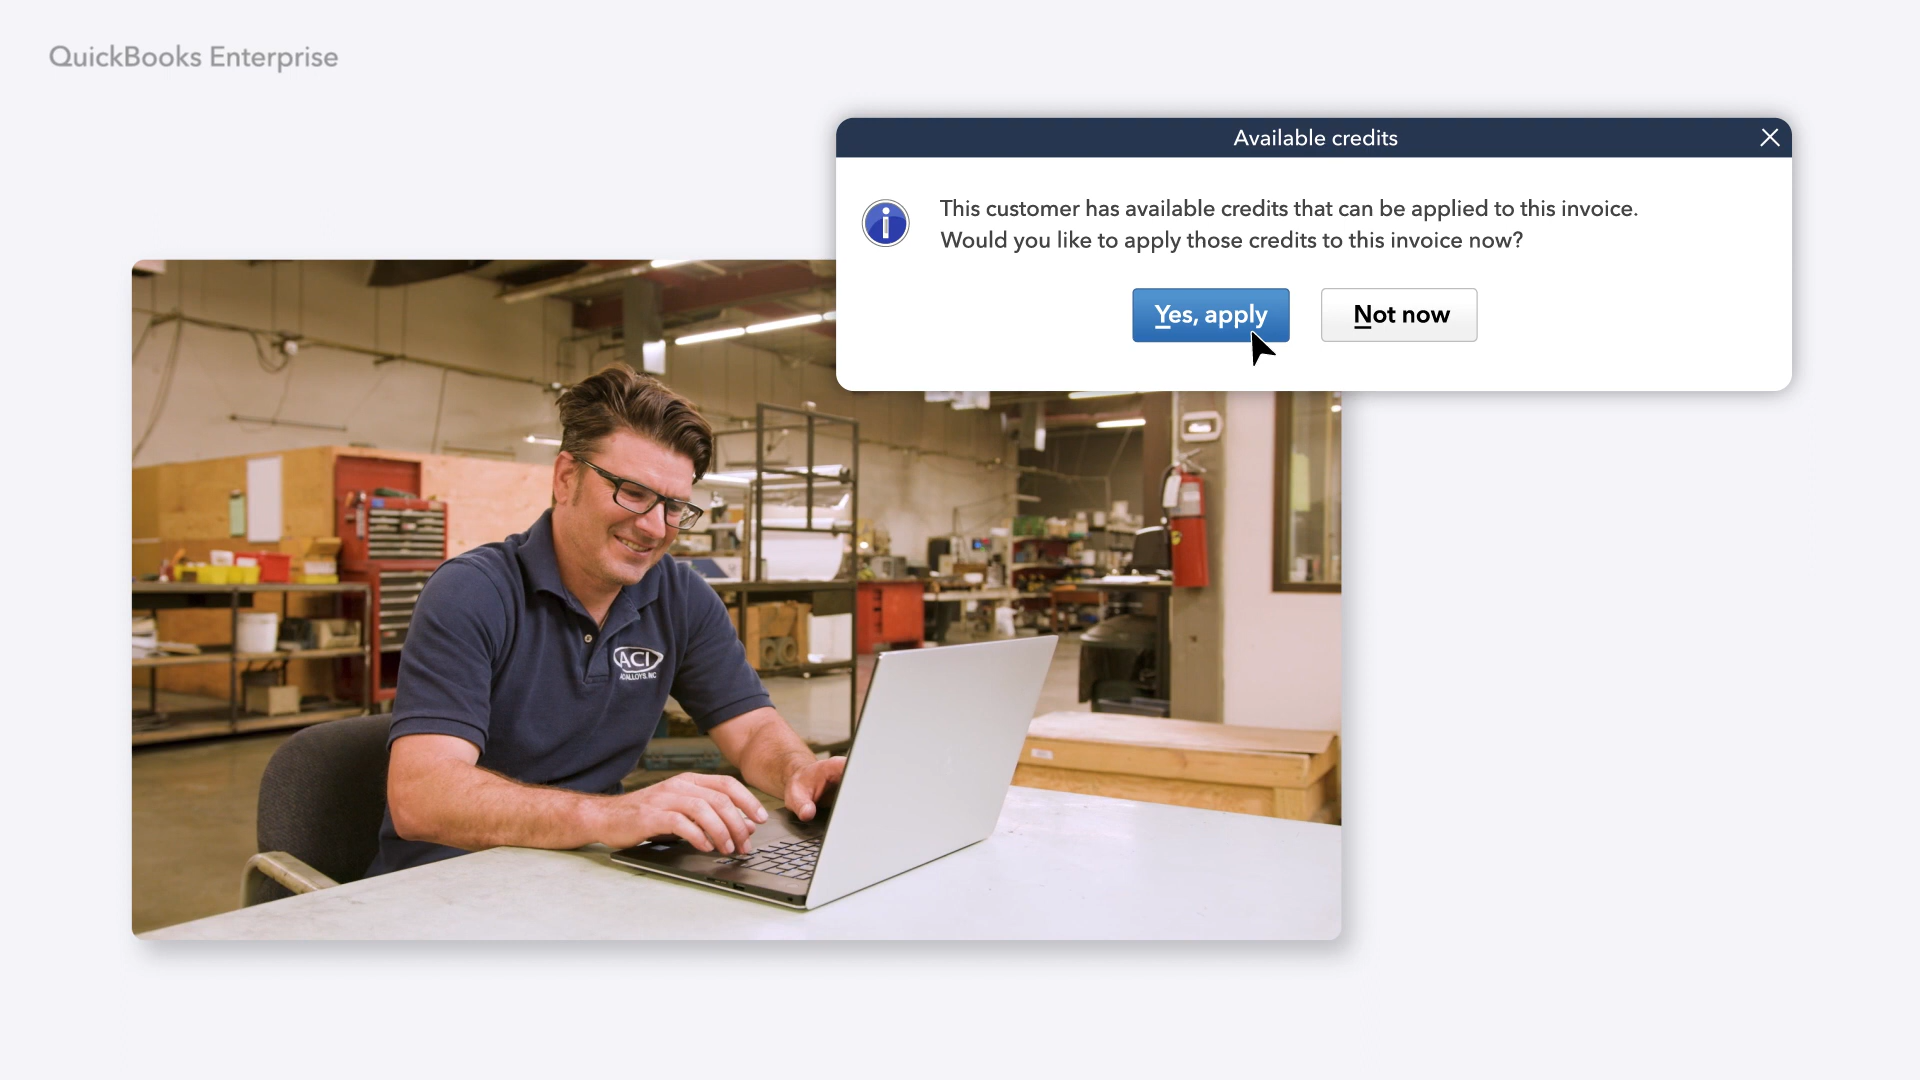 QuickBooks Enterprise
Available credits
This customer has available credits that can be applied to this invoice.
Would you like to apply those credits to this invoice now?
Yes, apply
Not now
ACI